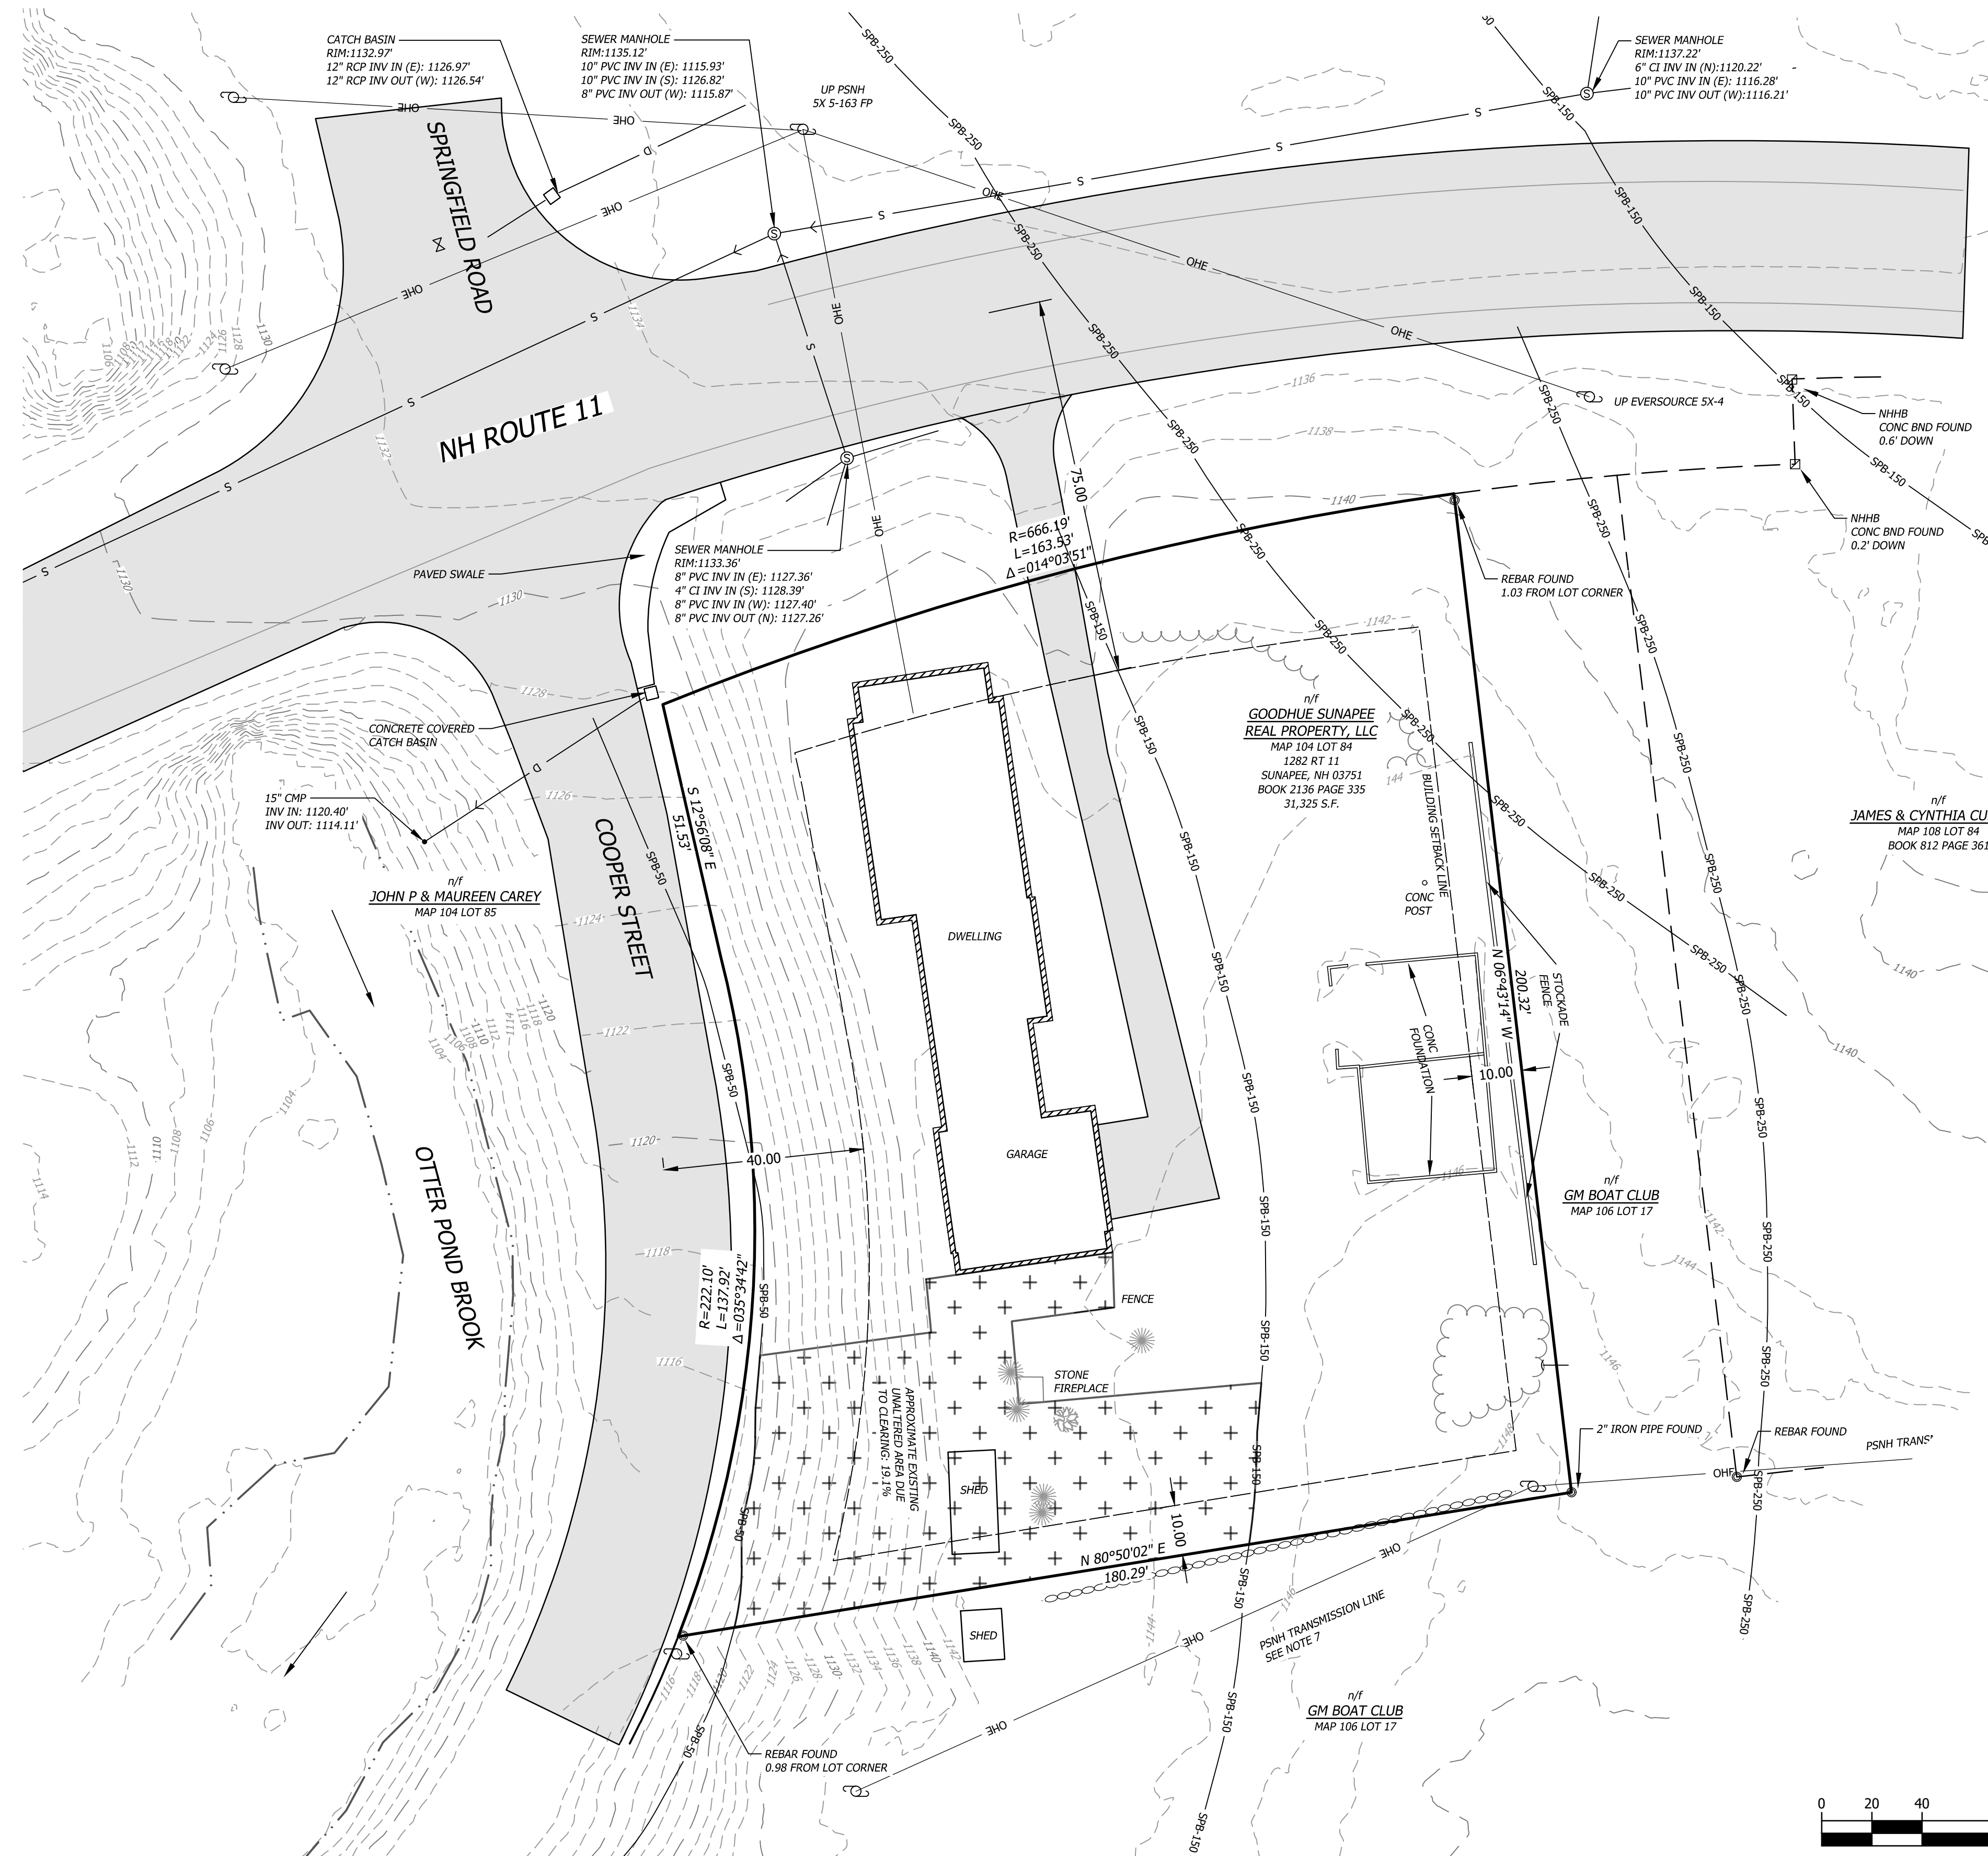 CATCH BASIN
RIM:1132.97'
12" RCP INV IN (E): 1126.97'
12" RCP INV OUT (W): 1126.54'
SEWER MANHOLE
RIM:1135.12'
10" PVC INV IN (E): 1115.93'
10" PVC INV IN (S): 1126.82'
8" PVC INV OUT (W): 1115.87'
UP PSNH
5X 5-163 FP
SEWER MANHOLE
RIM:1137.22'
6" CI INV IN (N):1120.22'
10" PVC INV IN (E): 1116.28'
10" PVC INV OUT (W):1116.21'
SPRINGFIELD ROAD
NH ROUTE 11
UP EVERSOURCE 5X-4
NHHB
CONC BND FOUND
0.6' DOWN
NHHB
CONC BND FOUND
0.2' DOWN
75.00
R=666.19'
L=163.53'
Δ=014°03'51"
PAVED SWALE
SEWER MANHOLE
RIM:1133.36'
8" PVC INV IN (E): 1127.36'
4" CI INV IN (S): 1128.39'
8" PVC INV IN (W): 1127.40'
8" PVC INV OUT (N): 1127.26'
REBAR FOUND
1.03 FROM LOT CORNER
CONCRETE COVERED
CATCH BASIN
15" CMP
INV IN: 1120.40'
INV OUT: 1114.11'
n/f
JOHN P & MAUREEN CAREY
MAP 104 LOT 85
COOPER STREET
S 12°56'08" E
51.53'
n/f
GOODHUE SUNAPEE
REAL PROPERTY, LLC
MAP 104 LOT 84
1282 RT 11
SUNAPEE, NH 03751
BOOK 2136 PAGE 335
31,325 S.F.
BUILDING SETBACK LINE
n/f
JAMES & CYNTHIA CU
MAP 108 LOT 84
BOOK 812 PAGE 361
CONC
POST
DWELLING
N 06°43'14" W
200.32'
STOCKADE
FENCE
CONC
FOUNDATION
10.00
GARAGE
40.00
OTTER POND BROOK
n/f
GM BOAT CLUB
MAP 106 LOT 17
R=222.10'
L=137.92'
Δ=035°34'42"
FENCE
STONE
FIREPLACE
APPROXIMATE EXISTING
UNALTERED AREA DUE
TO CLEARING: 19.1%
SHED
2" IRON PIPE FOUND
REBAR FOUND
PSNH TRANS
10.00
N 80°50'02" E
180.29'
SHED
PSNH TRANSMISSION LINE
SEE NOTE 7
n/f
GM BOAT CLUB
MAP 106 LOT 17
REBAR FOUND
0.98 FROM LOT CORNER
0 20 40